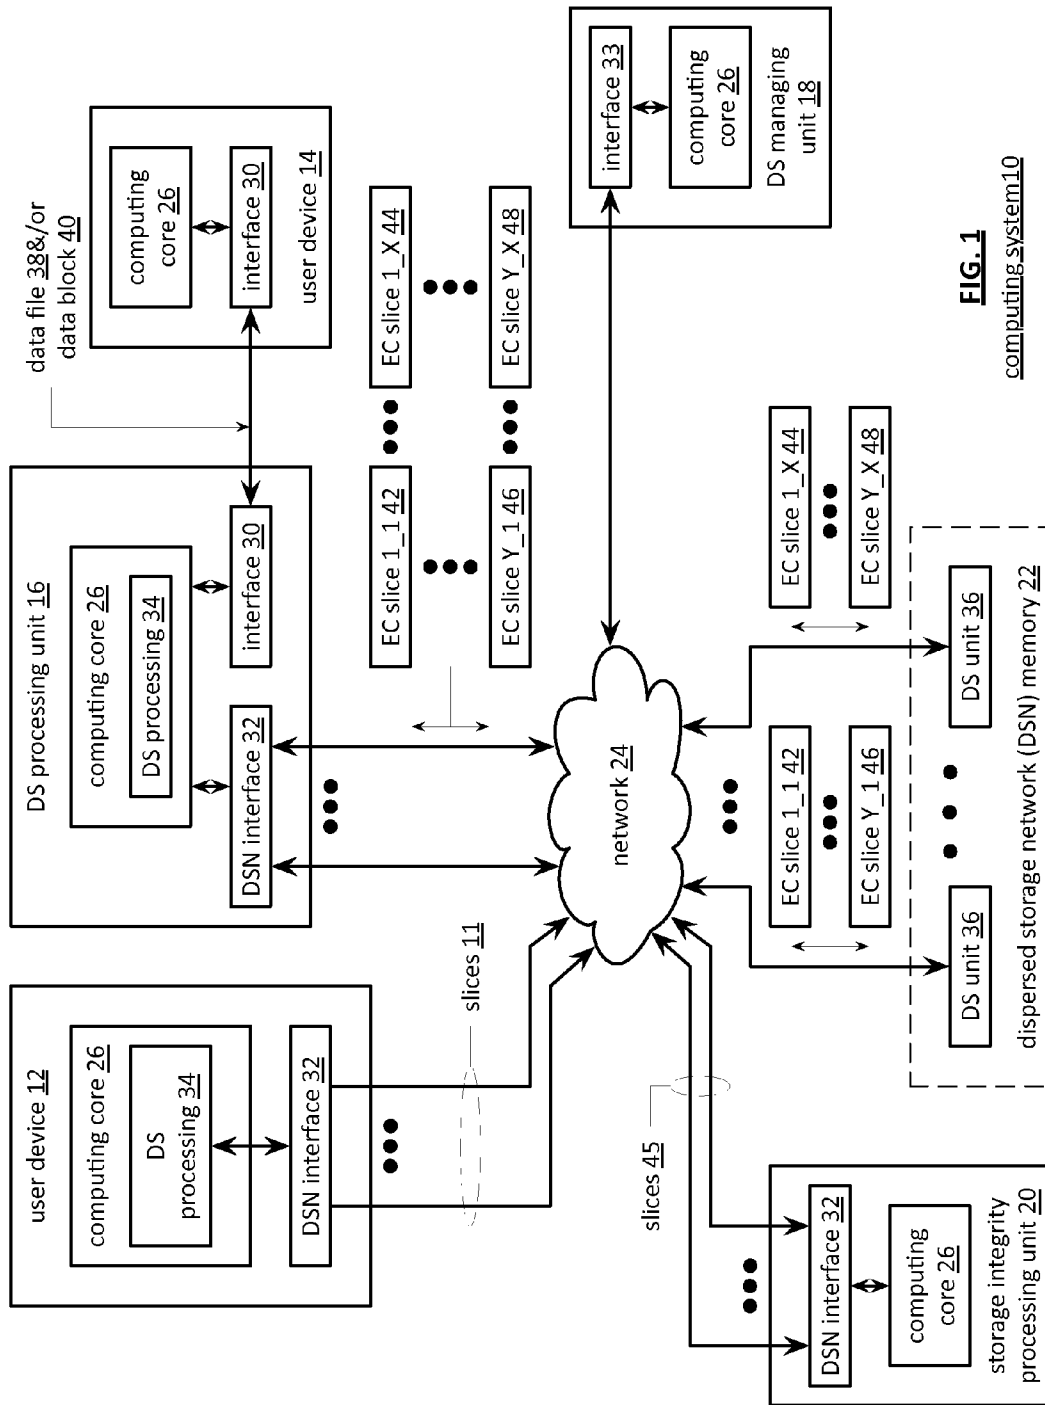 user device 12
computing core 26
DS
processing 34
DSN interface 32
slices 11
DS processing unit 16
computing core 26
DS processing 34
DSN interface 32
interface 30
data file 38&/or
data block 40
computing
core 26
interface 30
user device 14
EC slice 1_1 42
EC slice 1_X 44
EC slice Y_1 46
EC slice Y_X 48
network 24
interface 33
computing
core 26
DS managing
unit 18
slices 45
DSN interface 32
computing
core 26
storage integrity
processing unit 20
EC slice 1_1 42
EC slice Y_1 46
EC slice 1_X 44
EC slice Y_X 48
DS unit 36
DS unit 36
dispersed storage network (DSN) memory 22
FIG. 1
computing system10